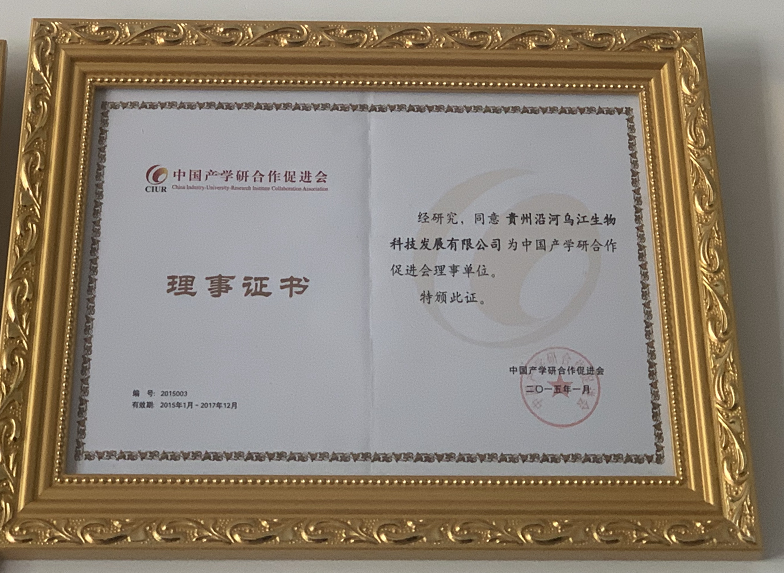 中国产学研合作促进会
CIUR China Industry-University-Research Institute Collaboration Association
理事证书
编 号: 2015003
有效期: 2015年1月-2017年12月
经研究，同意 贵州沿河乌江生物
科技发展有限公司 为中国产学研合作
促进会理事单位。
特颁此证。
中国产学研合作促进会
二〇一五年一月